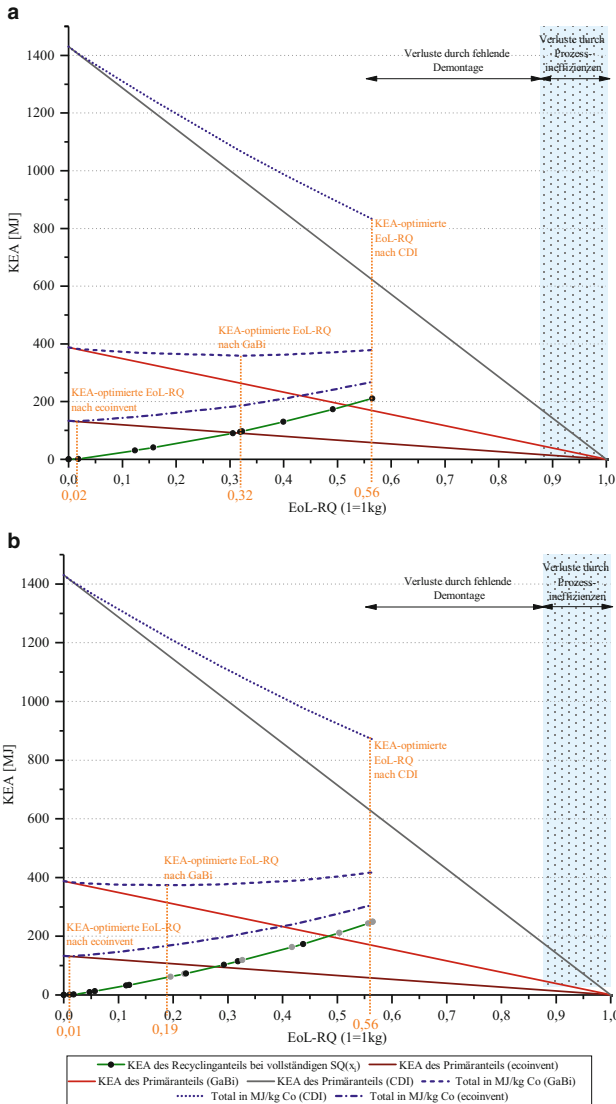 a
1400
1200
1000
800
600
400
200
0
KEA [MJ]
Verluste durch fehlende
Demontage
Verluste durch
Prozess-
ineffizienzen
KEA-optimierte
EoL-RQ
nach CDI
KEA-optimierte EoL-RQ
nach GaBi
KEA-optimierte EoL-RQ
nach ecoinvent
0,0 0,1 0,2 0,3 0,4 0,5 0,6 0,7 0,8 0,9 1,0
0,02 0,32 0,56
EoL-RQ (1=1kg)
b
1400
1200
1000
800
600
400
200
0
KEA [MJ]
Verluste durch fehlende
Demontage
Verluste durch
Prozess-
ineffizienzen
KEA-optimierte
EoL-RQ
nach CDI
KEA-optimierte EoL-RQ
nach GaBi
KEA-optimierte EoL-RQ
nach ecoinvent
0,0 0,1 0,2 0,3 0,4 0,5 0,6 0,7 0,8 0,9 1,0
0,01 0,19 0,56
EoL-RQ (1=1kg)
KEA des Recyclinganteils bei vollständigen SQ(xᵢ) KEA des Primäranteils (ecoinvent)
KEA des Primäranteils (GaBi) KEA des Primäranteils (CDI) Total in MJ/kg Co (GaBi)
Total in MJ/kg Co (CDI) Total in MJ/kg Co (ecoinvent)